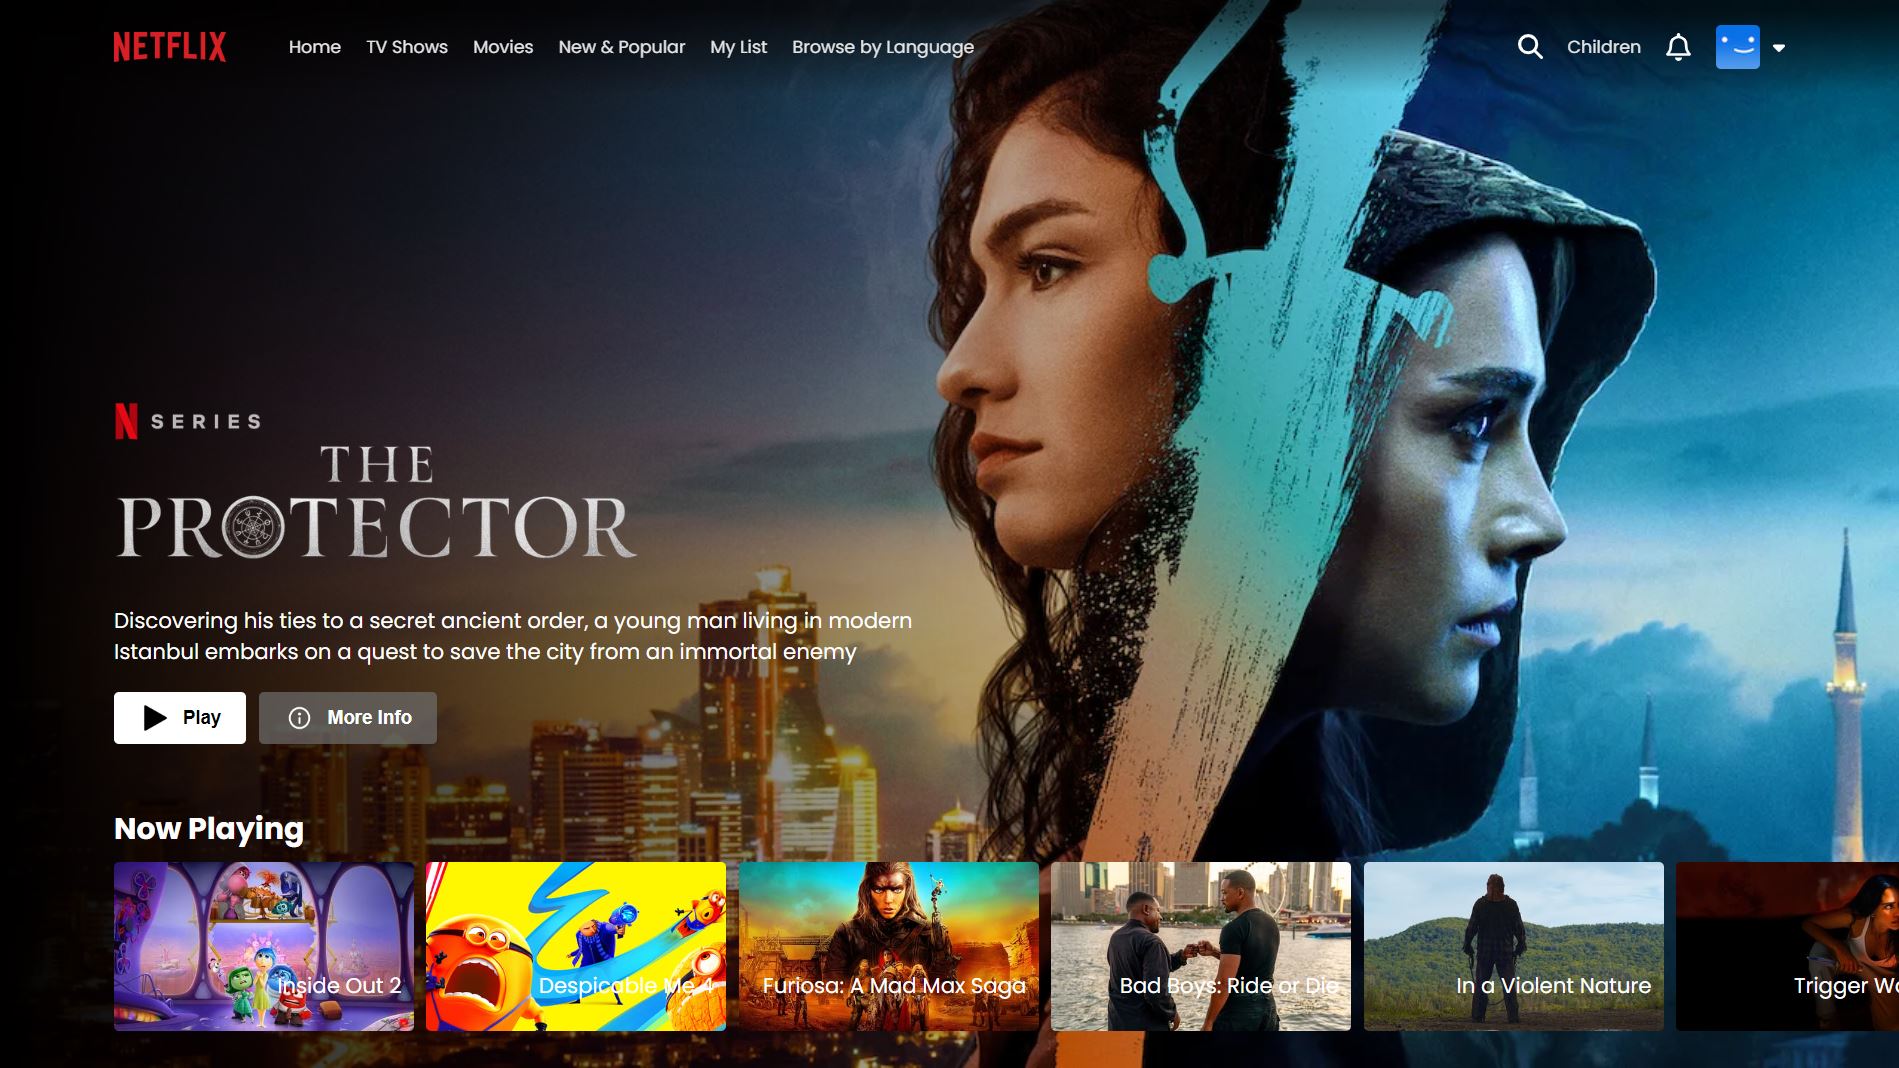 NETFLIX
Home TV Shows Movies New & Popular My List Browse by Language
Children
N SERIES
THE
PROTECTOR
Discovering his ties to a secret ancient order, a young man living in modern
Istanbul embarks on a quest to save the city from an immortal enemy
Play More Info
Now Playing
Inside Out 2
Despicable Me 4
Furiosa: A Mad Max Saga
Bad Boys: Ride or Die
In a Violent Nature
Trigger